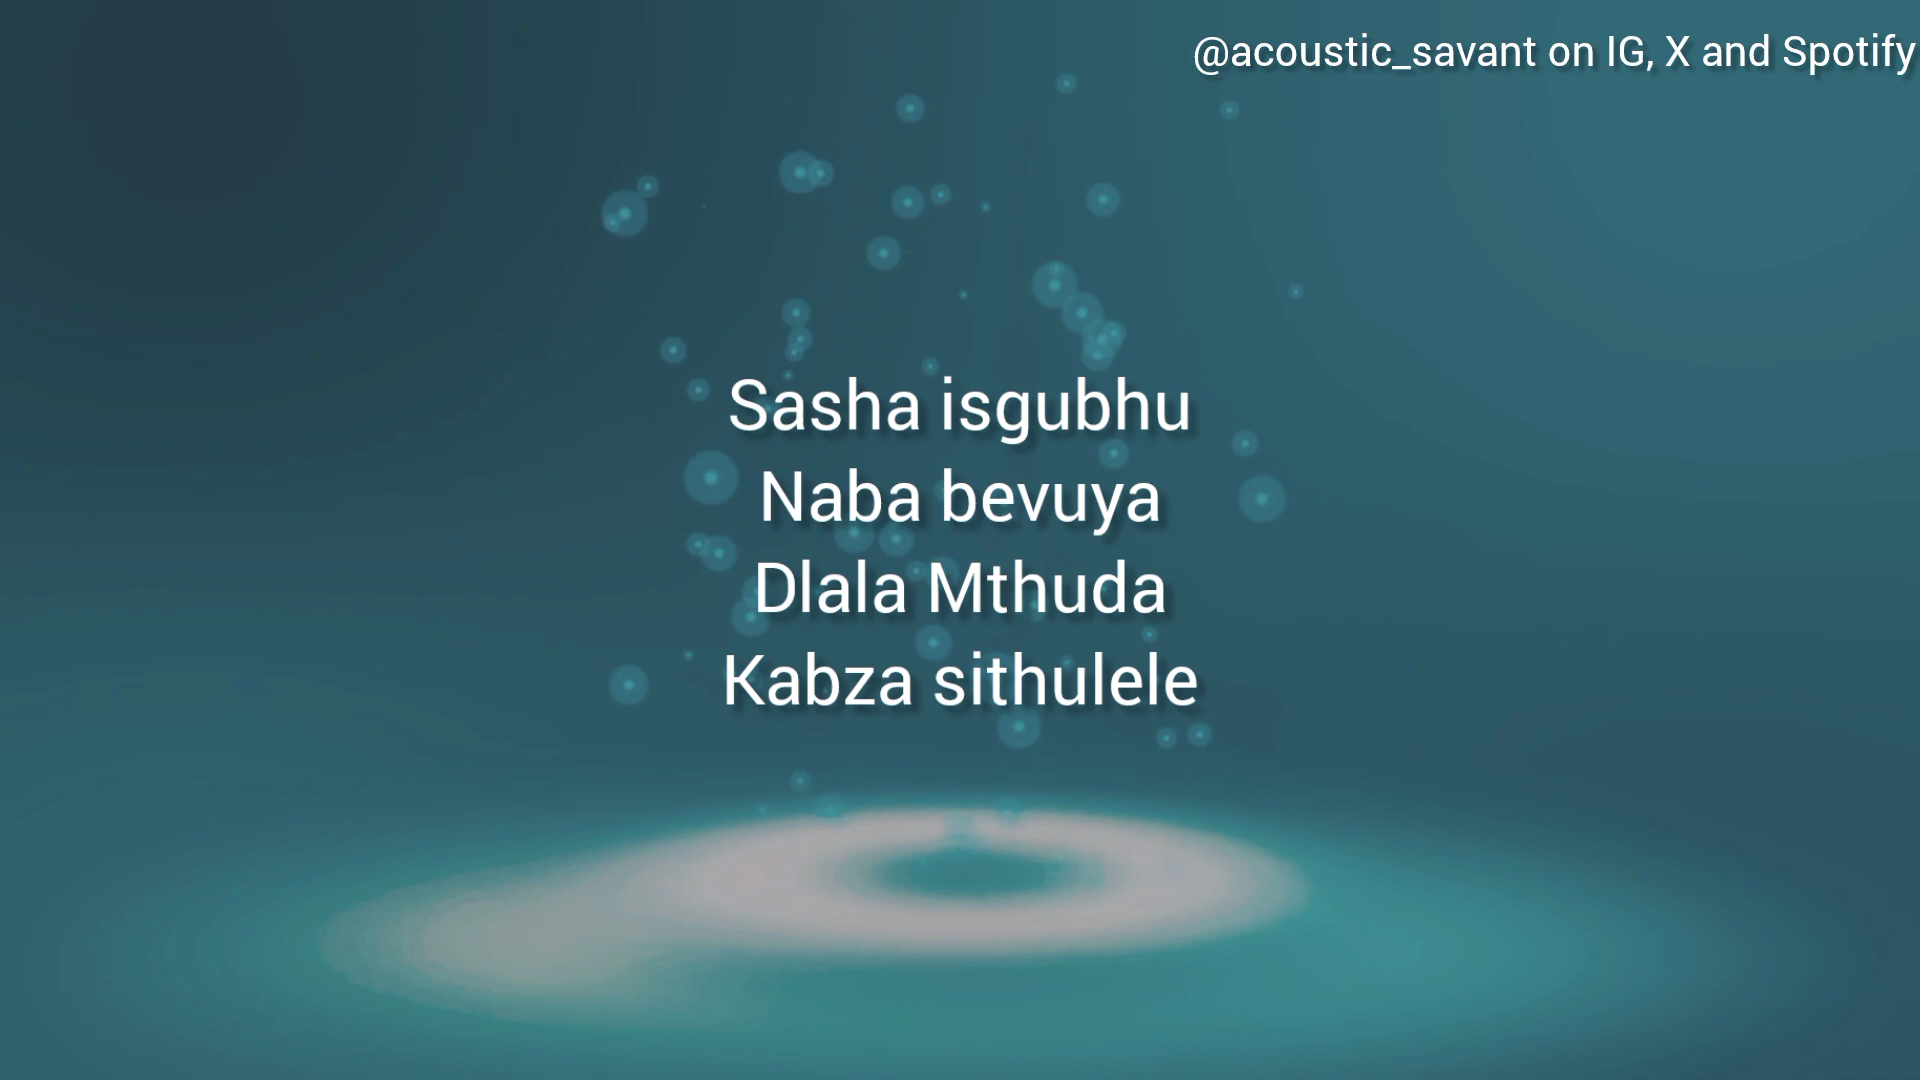 @acoustic_savant on IG, X and Spotify
Sasha isgubhu
Naba bevuya
Dlala Mthuda
Kabza sithulele